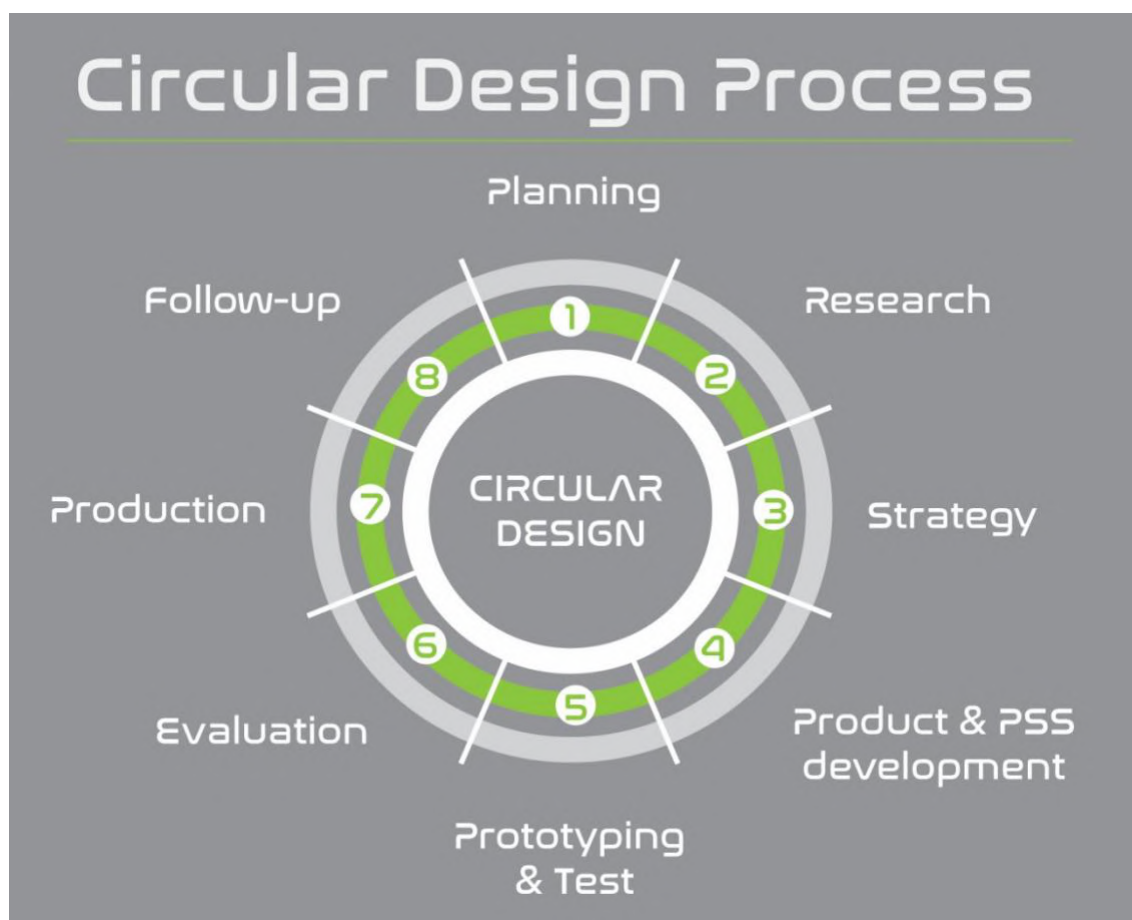 Circular Design Process
Planning
1
Research
2
Strategy
3
Product & PSS
development
4
Prototyping
& Test
5
Evaluation
6
Production
7
Follow-up
8
CIRCULAR
DESIGN